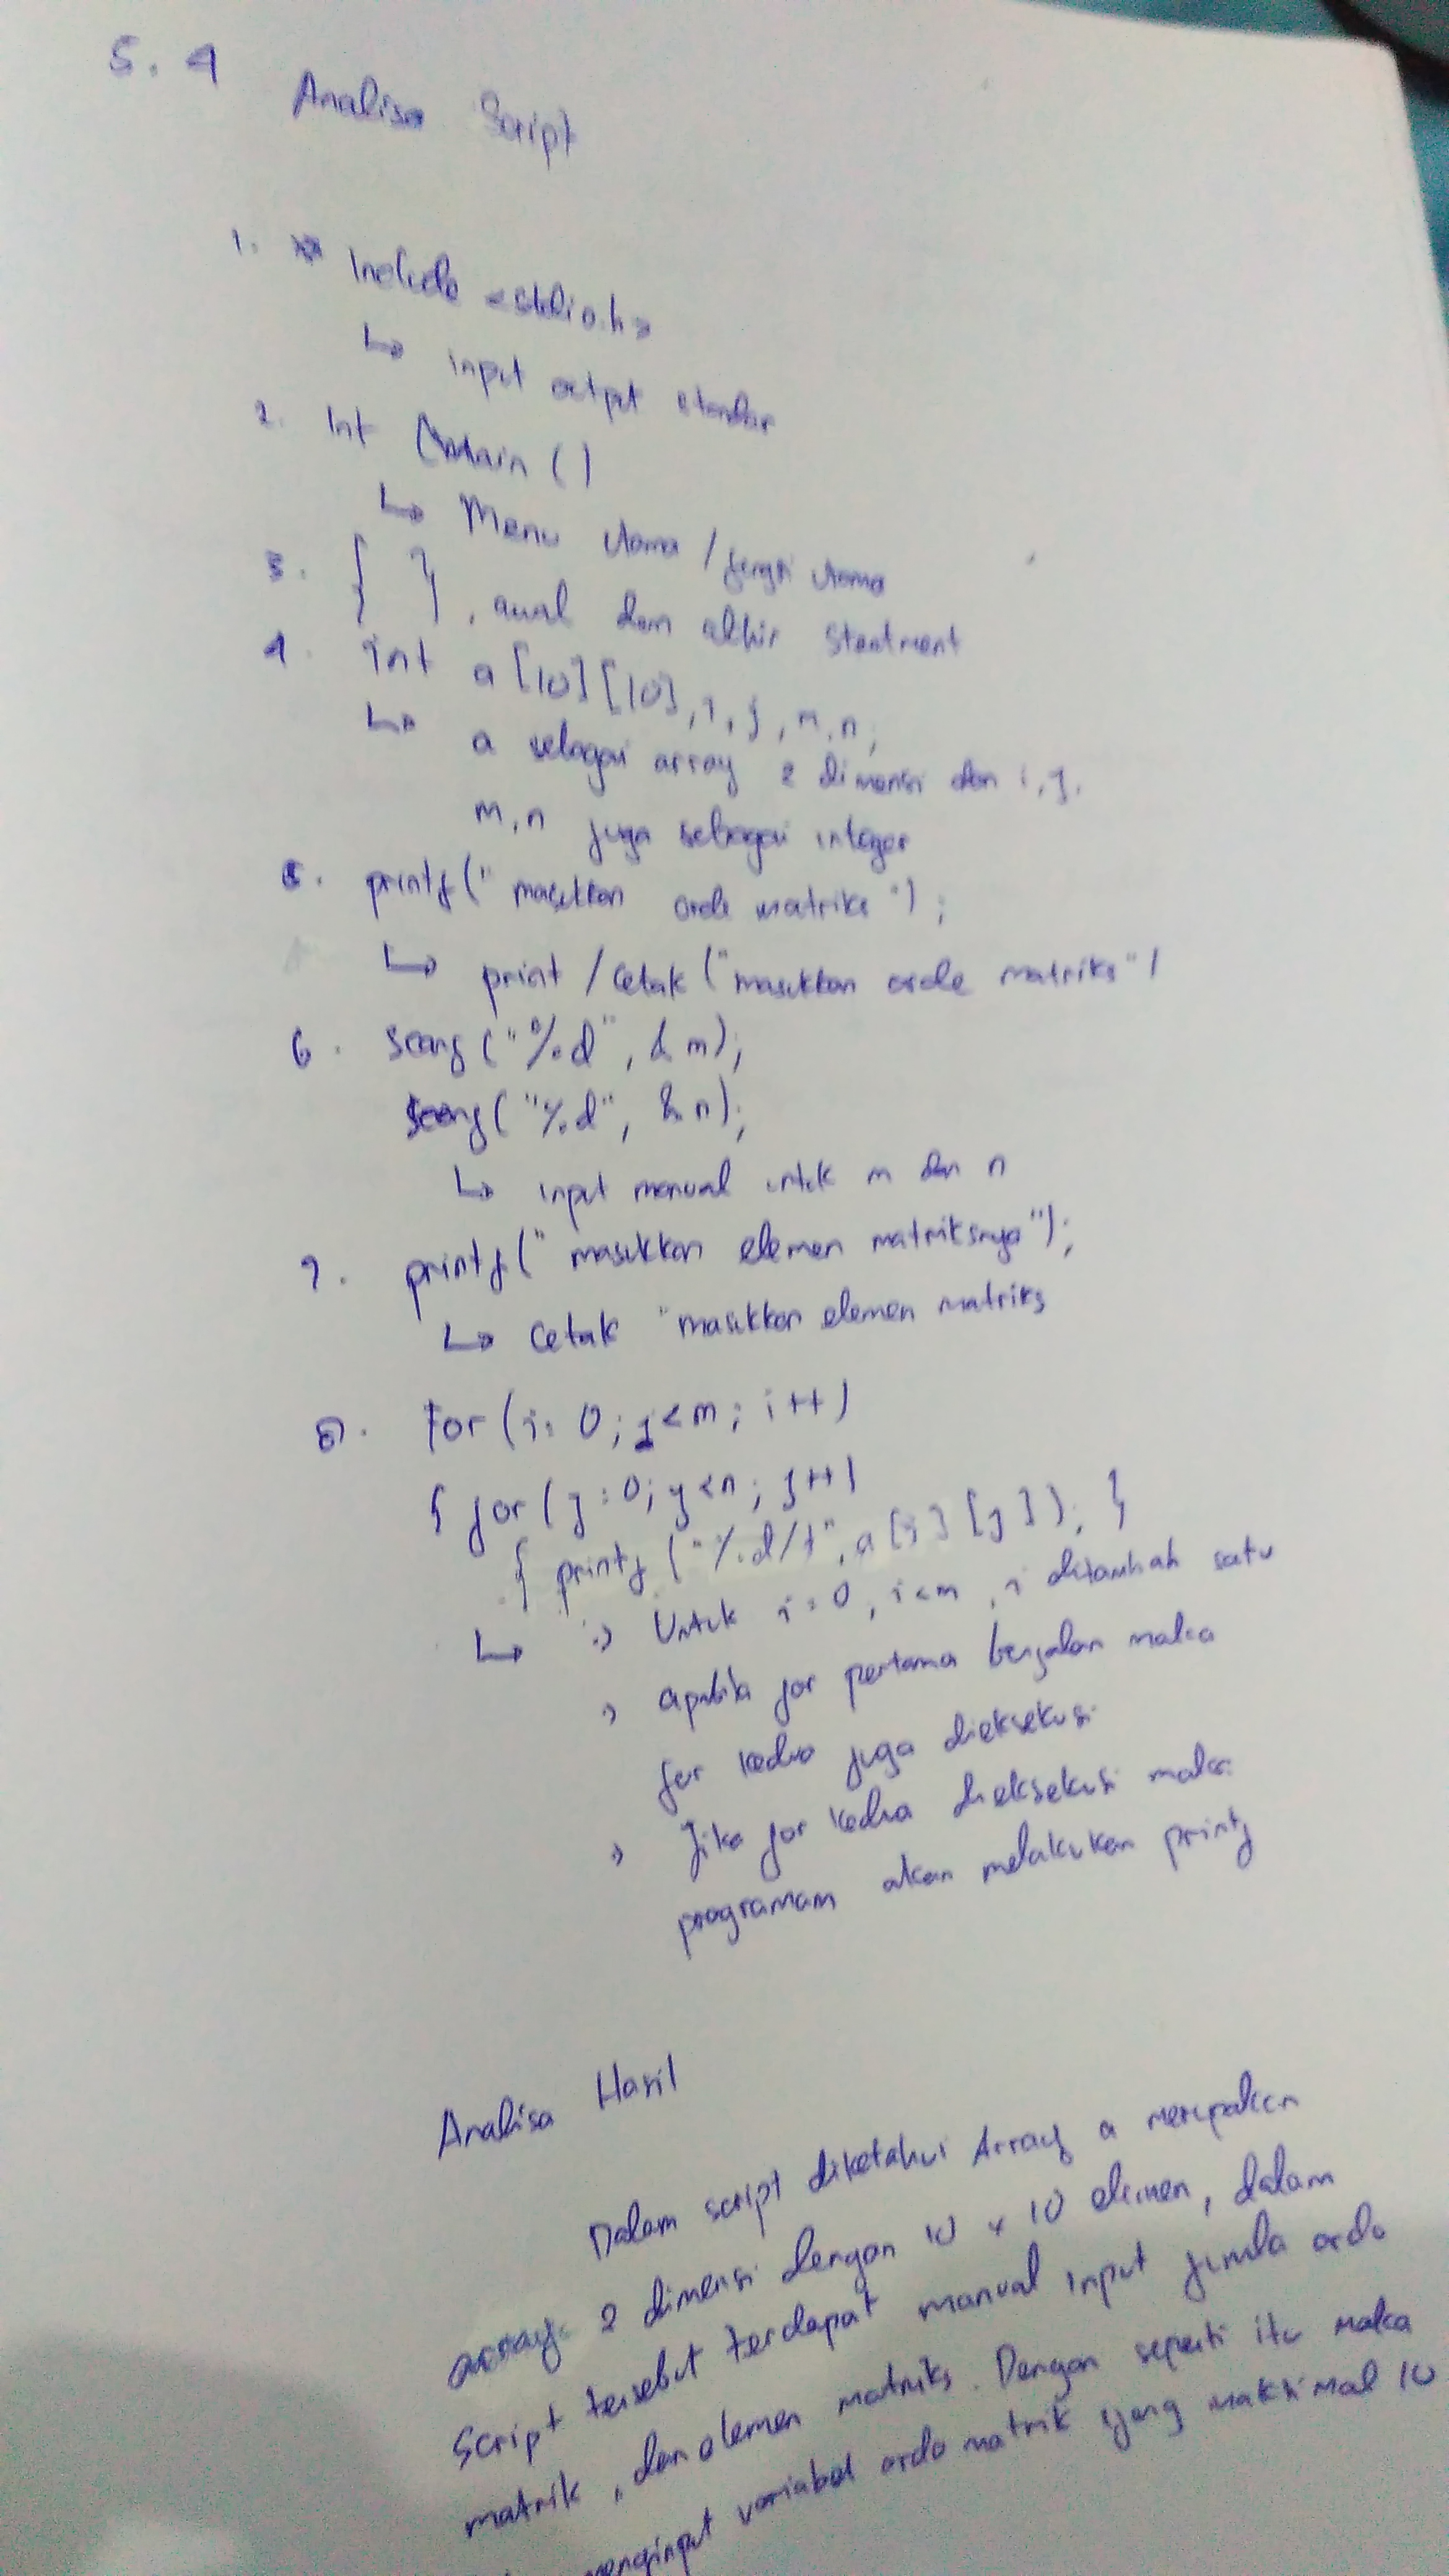 5.4 Analisa Script
1. # Include <stdio.h>
↳ input output standar
2. Int main ()
↳ Menu utama / fungsi utama
3. { } , awal dan akhir Steatment
4. int a [10] [10], i, j, m, n;
↳ a sebagai array 2 dimensi dan i, j,
m, n juga sebagai integer
5. printf (" masukkan orde matriks ");
↳ print / cetak ("masukkan orde matriks")
6. Scanf ("%d", & m);
Scanf ("%d", & n);
↳ input manual untuk m dan n
7. printf (" masukkan elemen matriksnya");
↳ Cetak "masukkan elemen matriks
8. for (i= 0; i<m; i++)
{ for (j=0; j<n; j++)
{ printf ("%d/t", a [i] [j]); }
↳ :> Untuk i=0, i<m, i ditambah satu
> apabila for pertama berjalan maka
for kedua juga dieksekusi
> Jika for kedua dieksekusi maka
programam akan melakukan printf
Analisa Hasil
Dalam script diketahui Array a merupakan
array 2 dimensi dengan 10 x 10 elemen, dalam
Script tersebut terdapat manual input jumla ordo
matrik, dan elemen matriks. Dengan seperti itu maka
menginput variabel ordo matrik yang maksimal 10